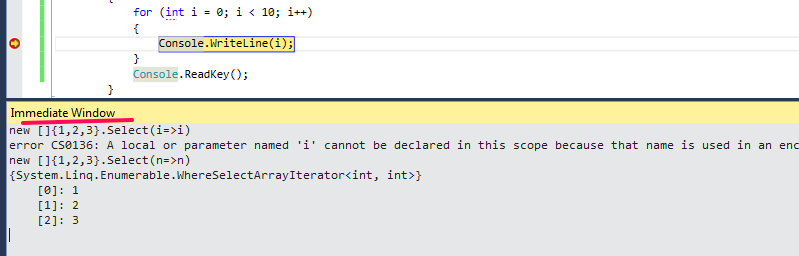 {
for (int i = 0; i < 10; i++)
{
Console.WriteLine(i);
}
Console.ReadKey();
}
Immediate Window
new []{1,2,3}.Select(i=>i)
error CS0136: A local or parameter named 'i' cannot be declared in this scope because that name is used in an enc
new []{1,2,3}.Select(n=>n)
{System.Linq.Enumerable.WhereSelectArrayIterator<int, int>}
[0]: 1
[1]: 2
[2]: 3